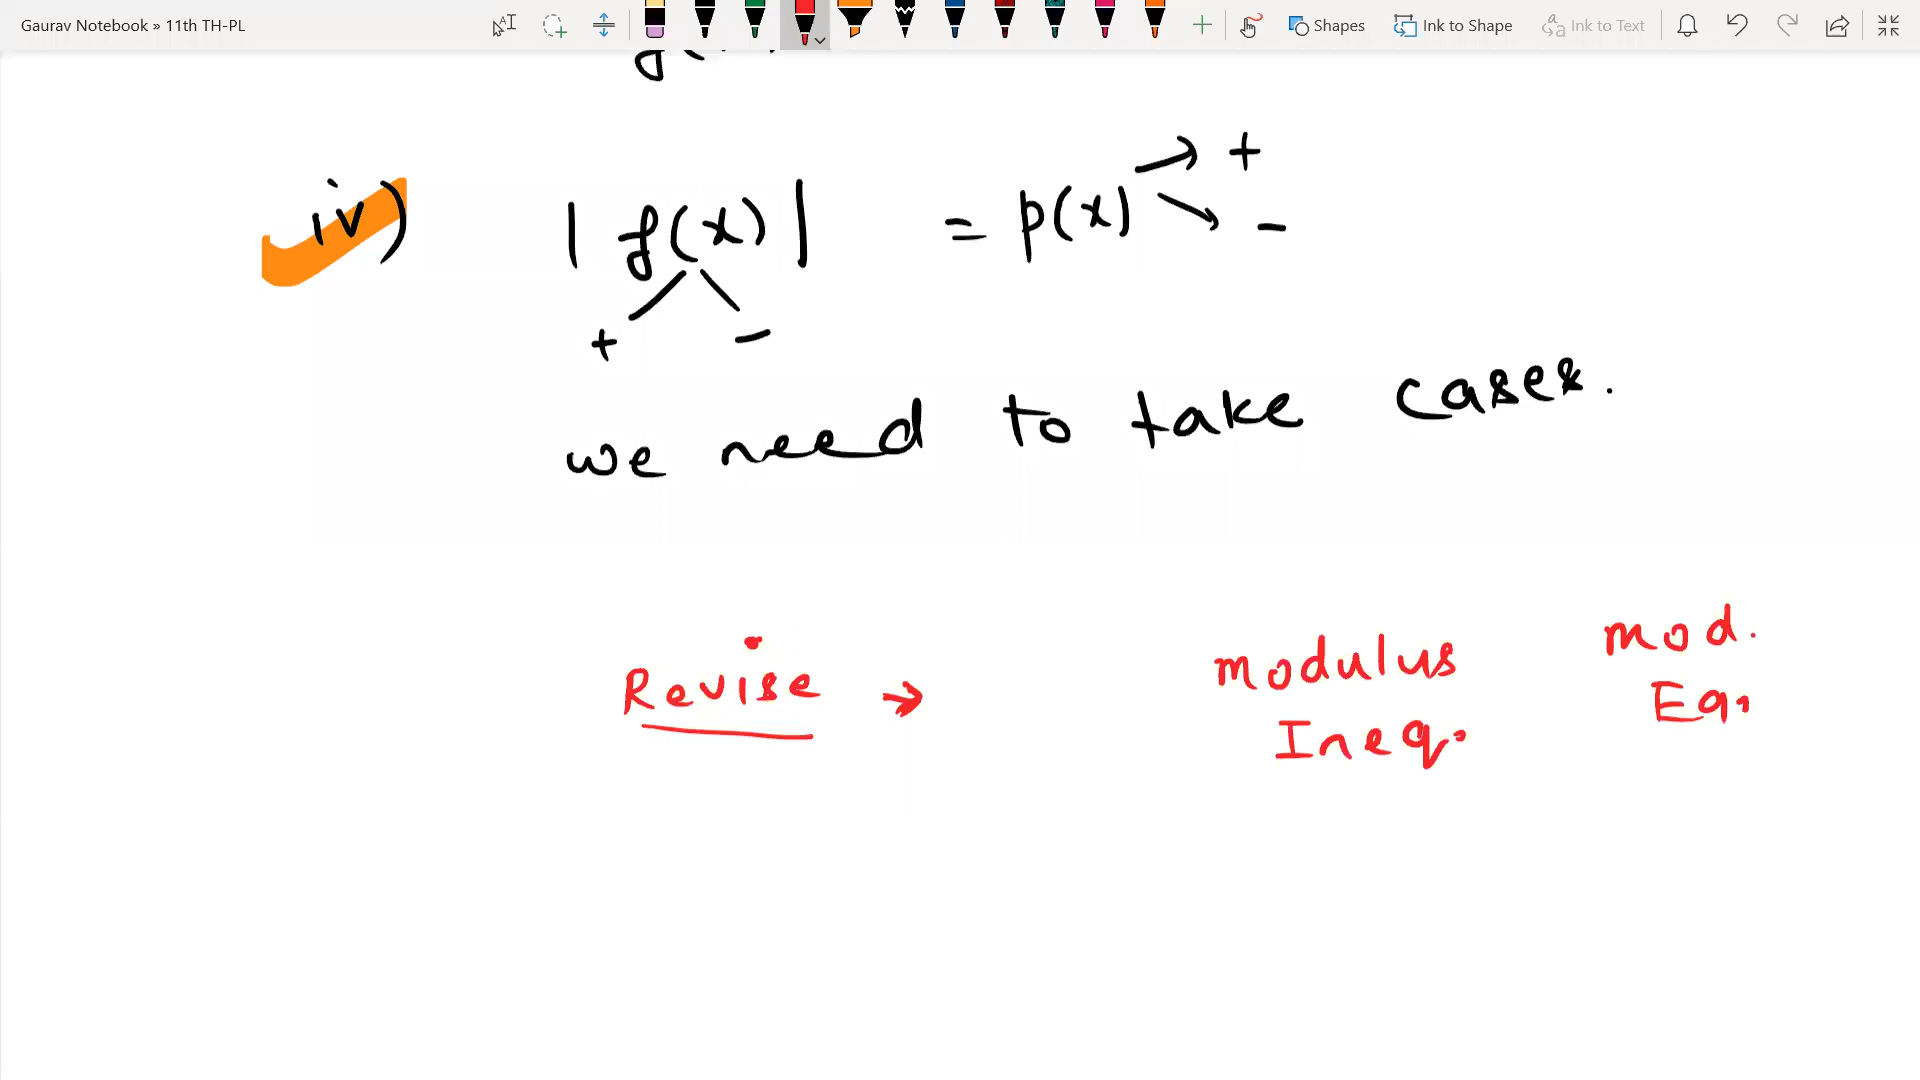 Gaurav Notebook » 11th TH-PL
Shapes
Ink to Shape
Ink to Text
iv) |f(x)| = p(x) → +
→ -
+ -
we need to take cases.
Revise → modulus Ineq.
mod. Eq.